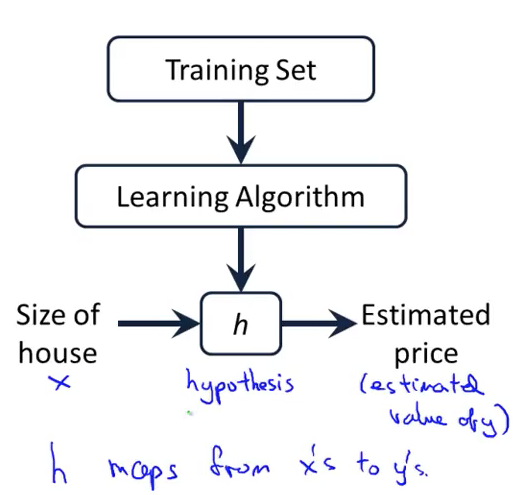 Training Set
Learning Algorithm
Size of
house
h
Estimated
price
x
hypothesis
(estimated
value of y)
h maps from x's to y's.